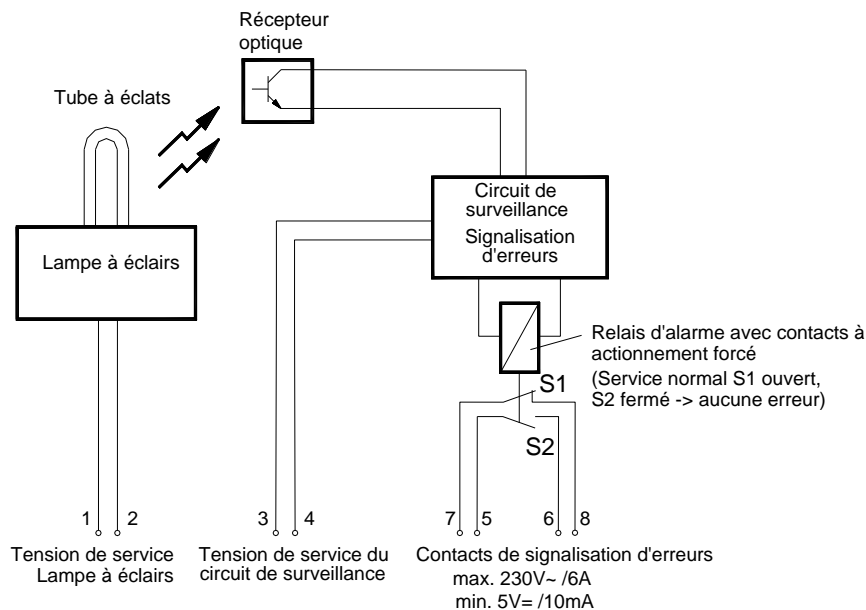 Récepteur
optique
Tube à éclats
Circuit de
surveillance
Signalisation
d'erreurs
Lampe à éclairs
Relais d'alarme avec contacts à
actionnement forcé
(Service normal S1 ouvert,
S2 fermé -> aucune erreur)
S1
S2
1 2 3 4 7 5 6 8
Tension de service
Lampe à éclairs
Tension de service du
circuit de surveillance
Contacts de signalisation d'erreurs
max. 230V~ /6A
min. 5V= /10mA